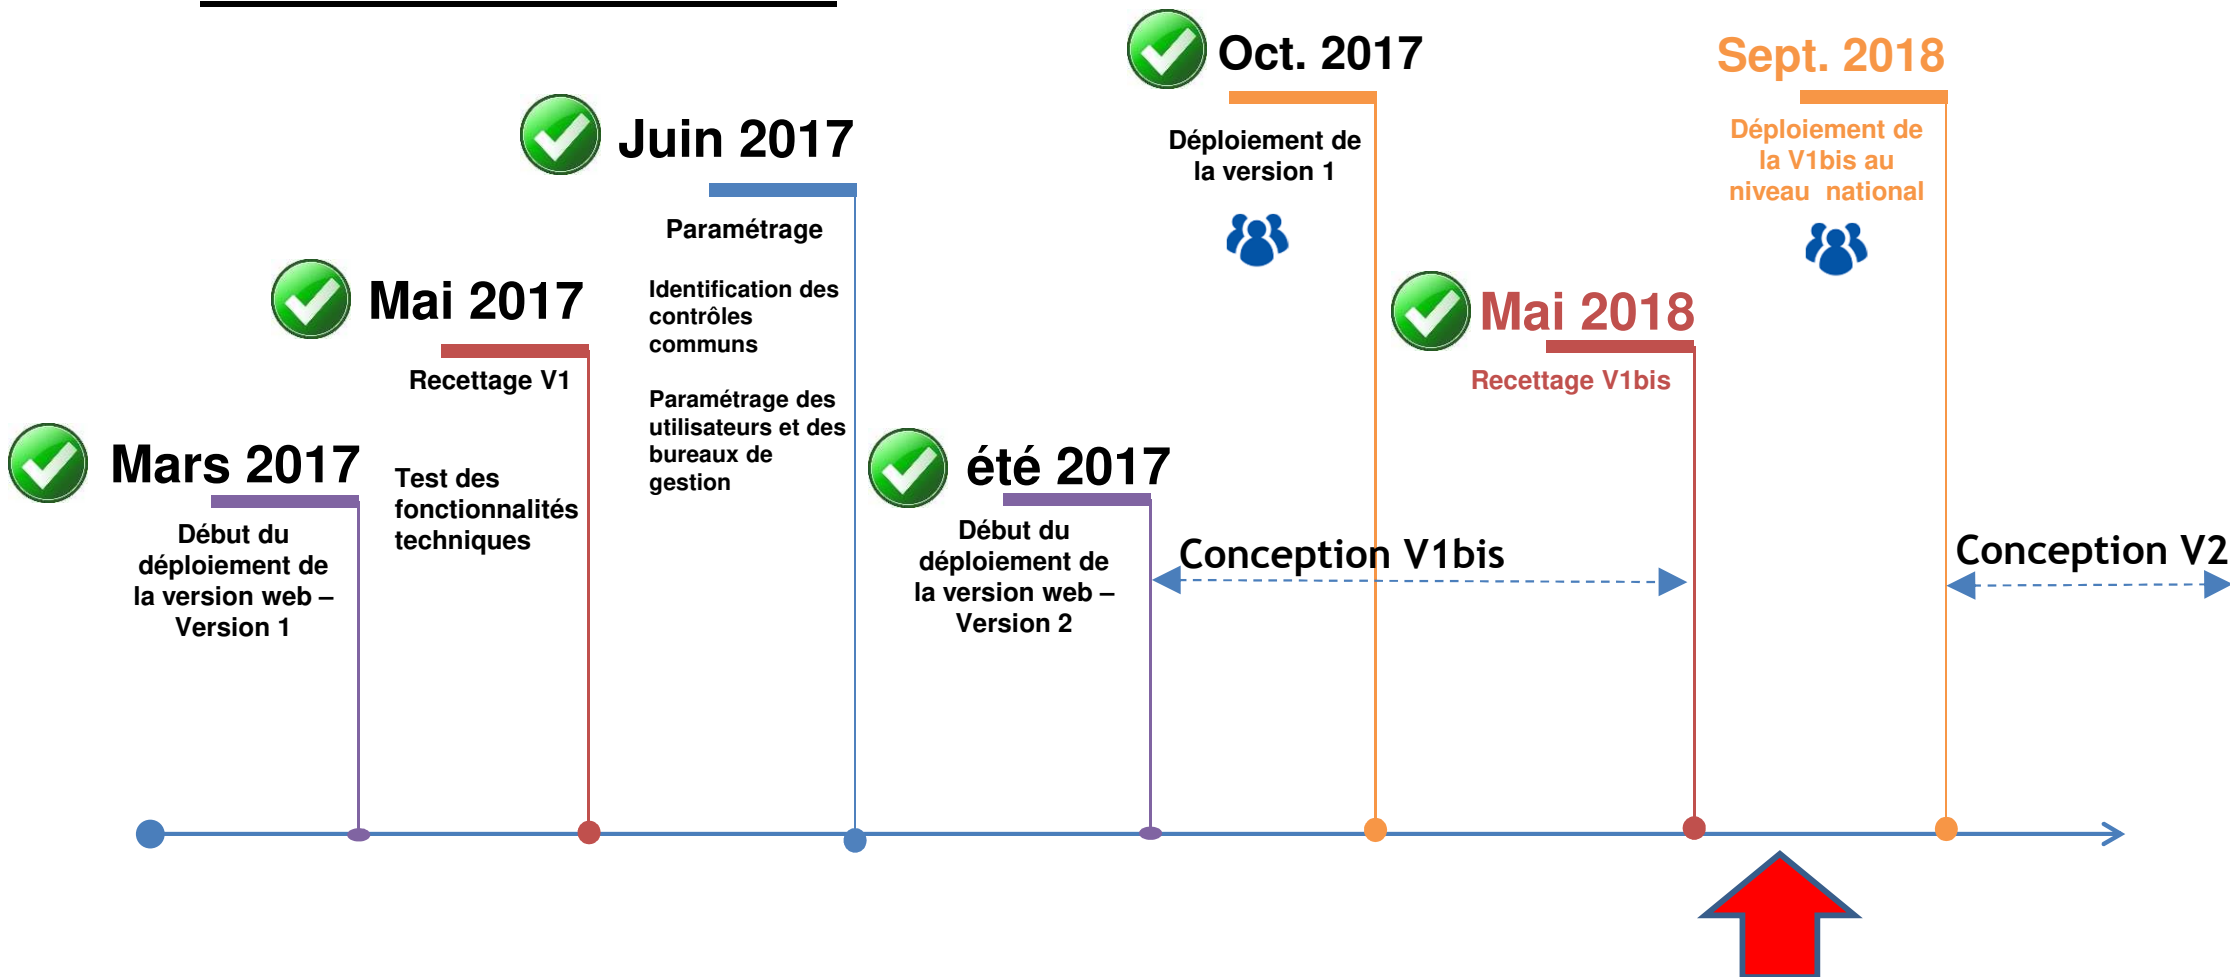 Mars 2017
Début du
déploiement de
la version web –
Version 1
Mai 2017
Recettage V1
Test des
fonctionnalités
techniques
Juin 2017
Paramétrage
Identification des
contrôles
communs
Paramétrage des
utilisateurs et des
bureaux de
gestion
été 2017
Début du
déploiement de
la version web –
Version 2
Oct. 2017
Déploiement de
la version 1
Conception V1bis
Mai 2018
Recettage V1bis
Sept. 2018
Déploiement de
la V1bis au
niveau national
Conception V2